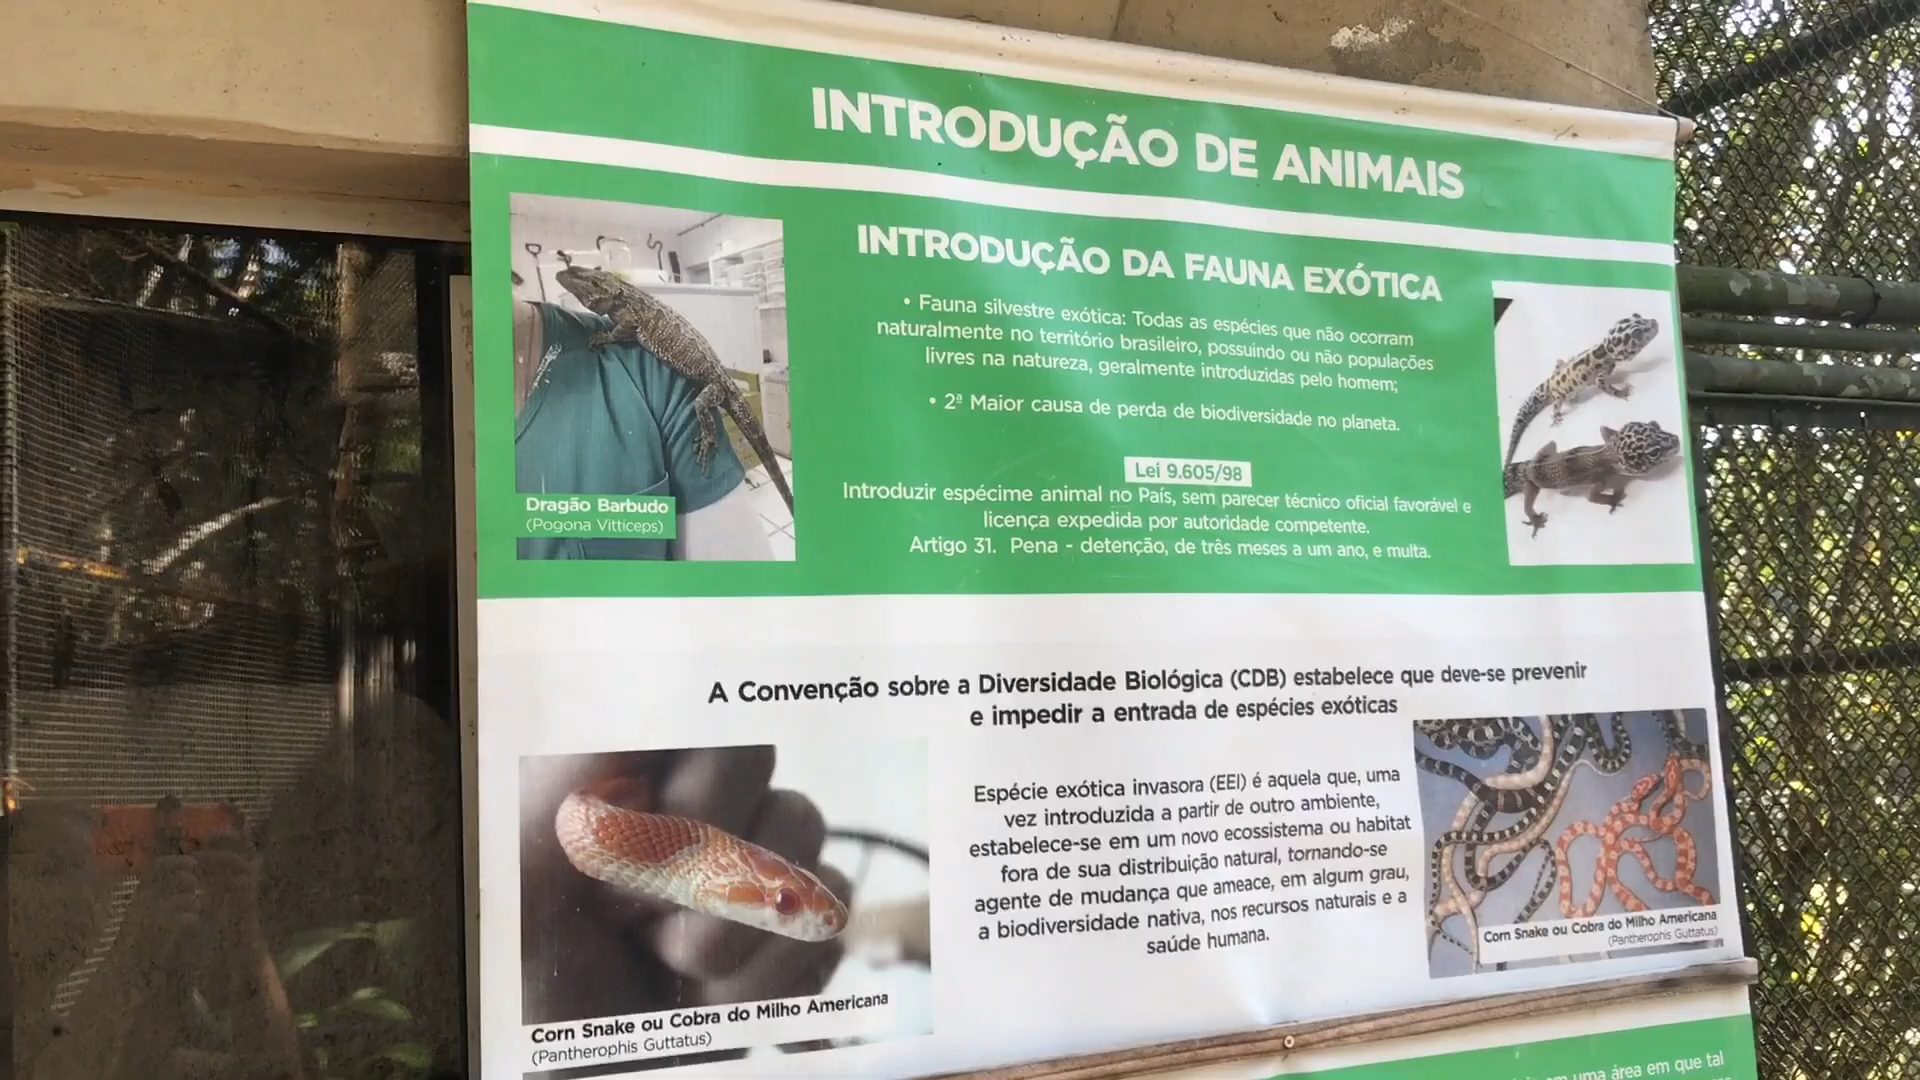 INTRODUÇÃO DE ANIMAIS
INTRODUÇÃO DA FAUNA EXÓTICA
• Fauna silvestre exótica: Todas as espécies que não ocorram
naturalmente no território brasileiro, possuindo ou não populações
livres na natureza, geralmente introduzidas pelo homem;
• 2ª Maior causa de perda de biodiversidade no planeta.
Lei 9.605/98
Introduzir espécime animal no País, sem parecer técnico oficial favorável e
licença expedida por autoridade competente.
Artigo 31. Pena - detenção, de três meses a um ano, e multa.
Dragão Barbudo
(Pogona Vitticeps)
A Convenção sobre a Diversidade Biológica (CDB) estabelece que deve-se prevenir
e impedir a entrada de espécies exóticas
Espécie exótica invasora (EEI) é aquela que, uma
vez introduzida a partir de outro ambiente,
estabelece-se em um novo ecossistema ou habitat
fora de sua distribuição natural, tornando-se
agente de mudança que ameace, em algum grau,
a biodiversidade nativa, nos recursos naturais e a
saúde humana.
Corn Snake ou Cobra do Milho Americana
(Pantherophis Guttatus)
Corn Snake ou Cobra do Milho Americana
(Pantherophis Guttatus)
uma área em que tal